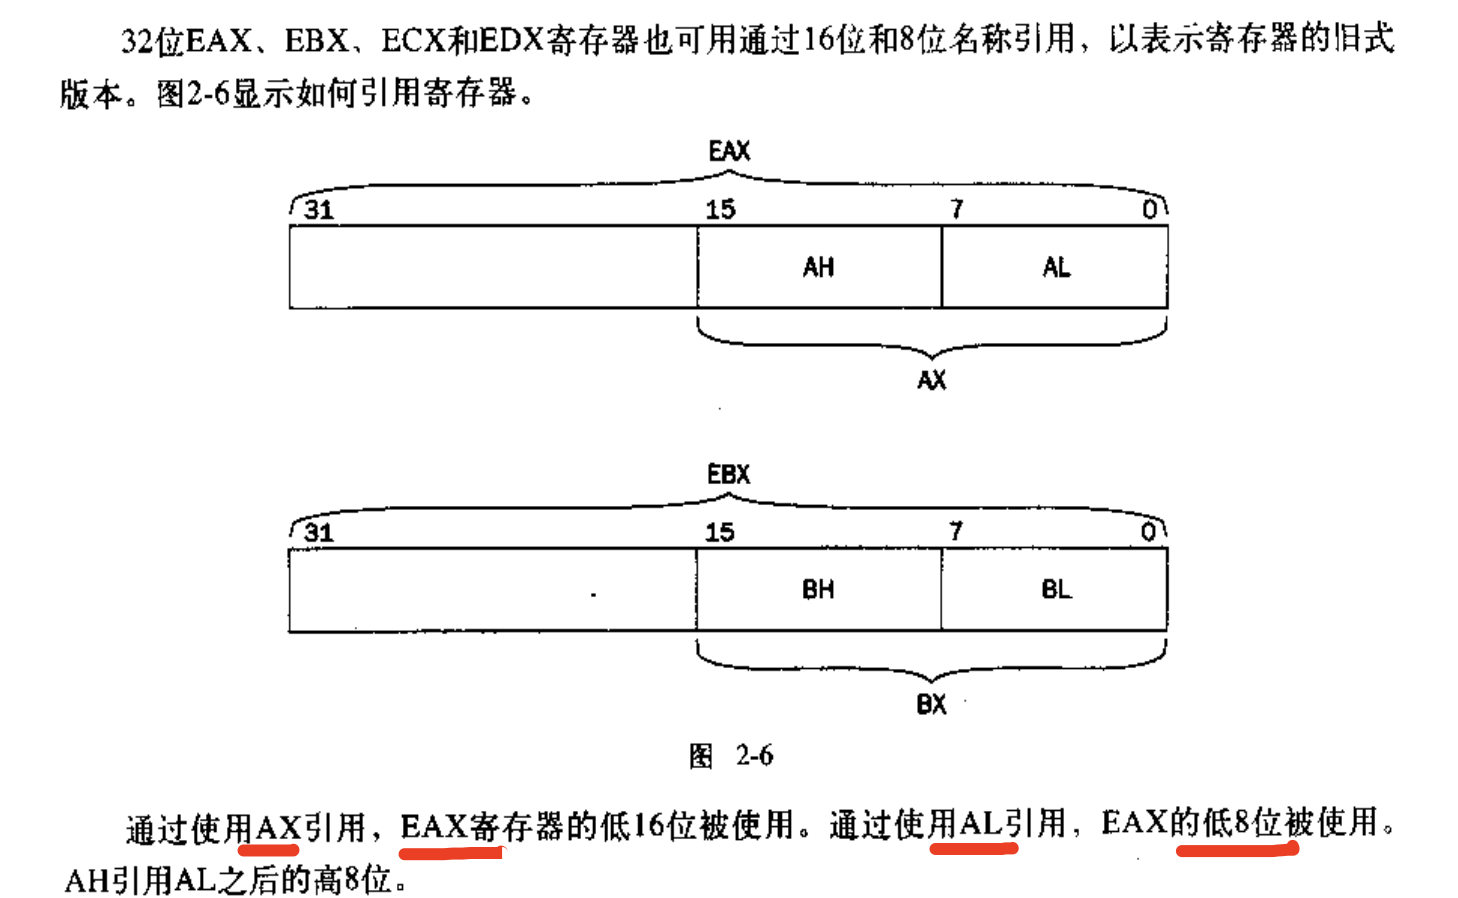 32位EAX、EBX、ECX和EDX寄存器也可用通过16位和8位名称引用，以表示寄存器的旧式
版本。图2-6显示如何引用寄存器。
EAX
31 15 7 0
AH AL
AX
EBX
31 15 7 0
BH BL
BX
图 2-6
通过使用AX引用，EAX寄存器的低16位被使用。通过使用AL引用，EAX的低8位被使用。
AH引用AL之后的高8位。